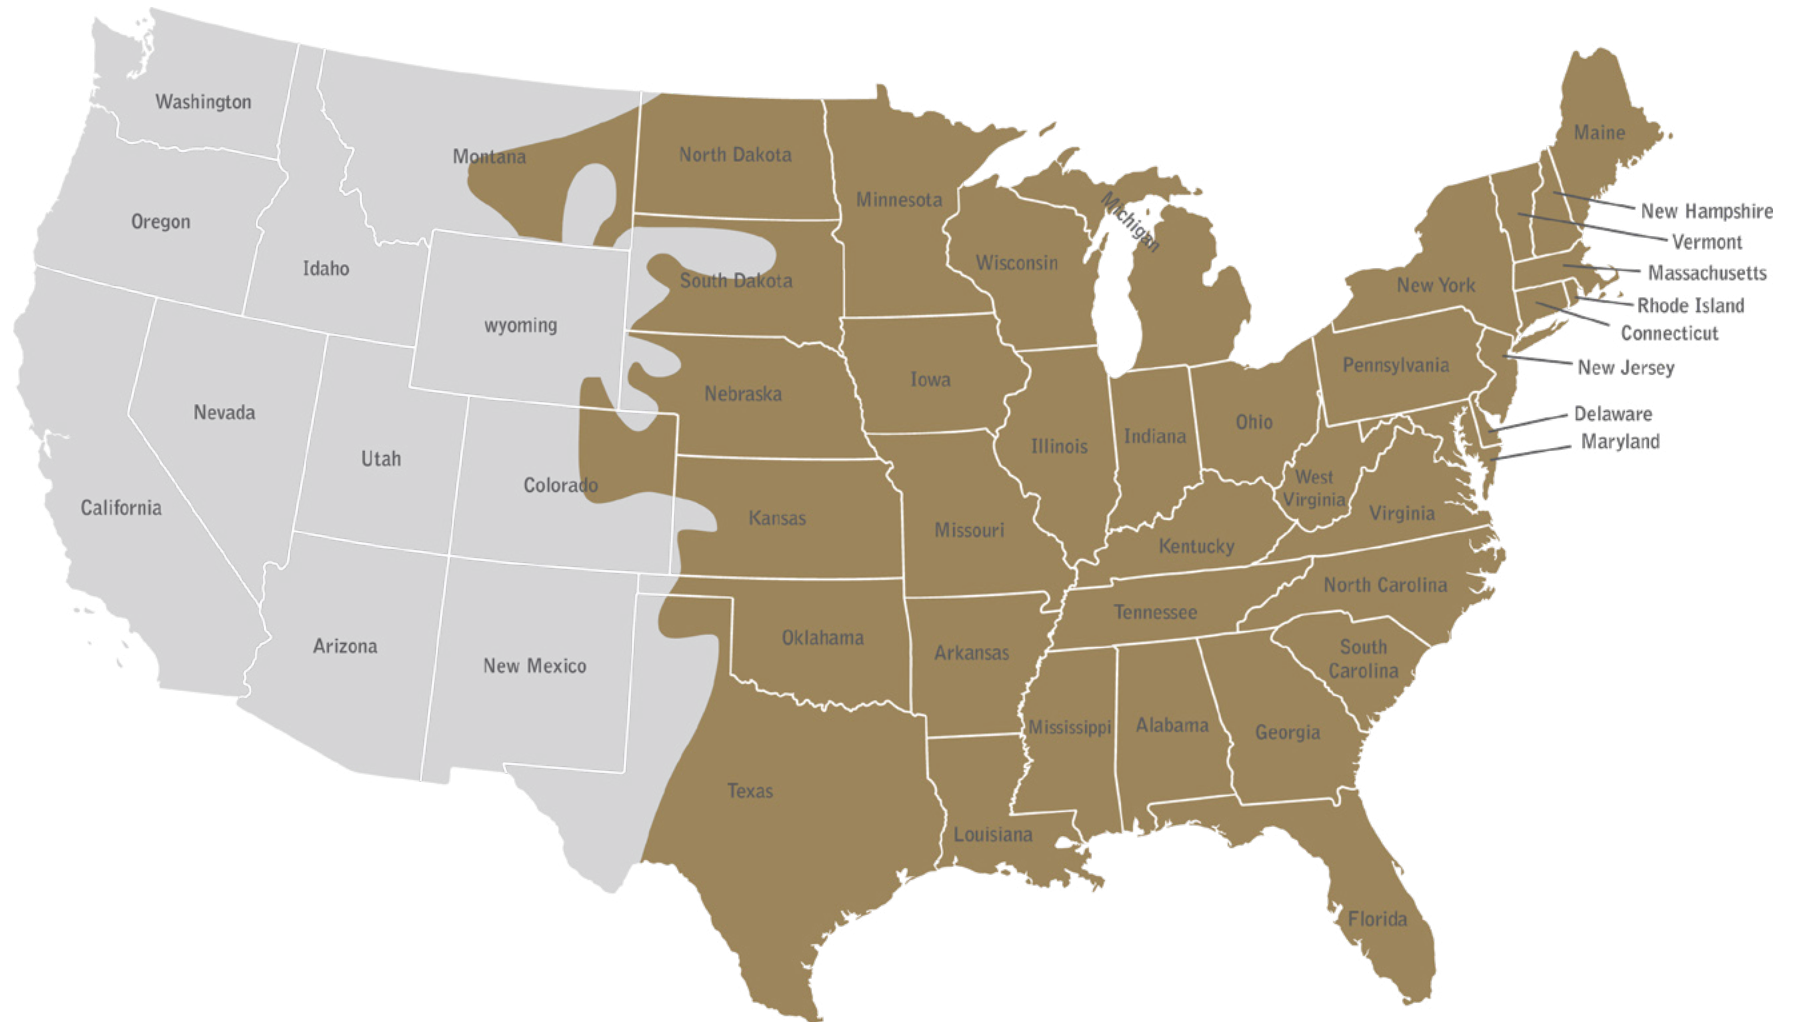 Washington
Montana
North Dakota
Minnesota
Maine
Oregon
Idaho
wyoming
South Dakota
Wisconsin
Michigan
New York
New Hampshire
Vermont
Massachusetts
Rhode Island
Connecticut
New Jersey
Delaware
Maryland
Pennsylvania
Nevada
Utah
Colorado
Nebraska
Iowa
Illinois
Indiana
Ohio
West
Virginia
Virginia
California
Kansas
Missouri
Kentucky
North Carolina
Tennessee
Arizona
New Mexico
Oklahoma
Arkansas
South
Carolina
Mississippi
Alabama
Georgia
Texas
Louisiana
Florida